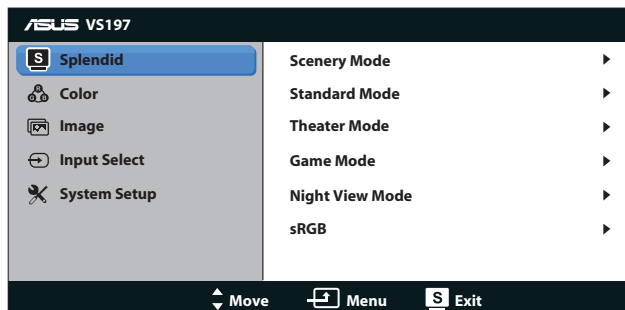 ASUS VS197
S Splendid
Color
Image
Input Select
System Setup
Scenery Mode
Standard Mode
Theater Mode
Game Mode
Night View Mode
sRGB
Move Menu S Exit